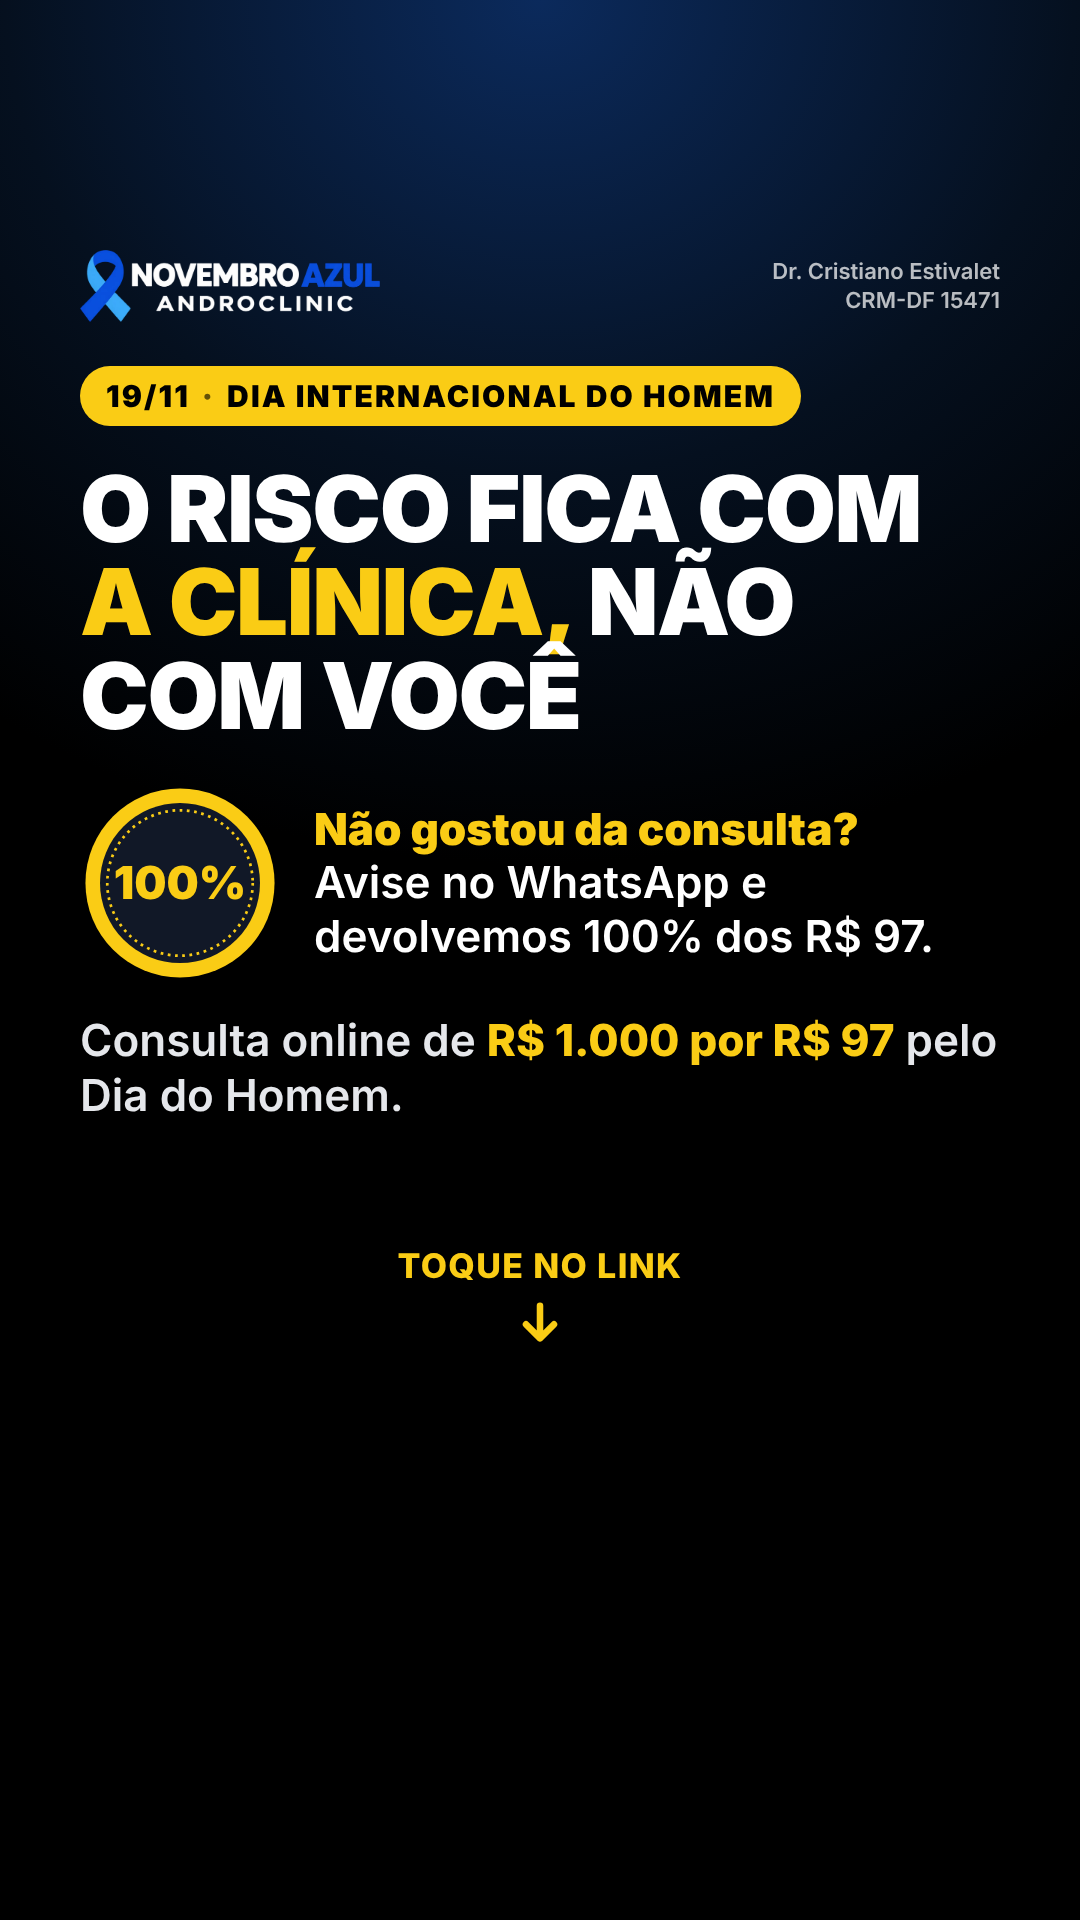 NOVEMBRO AZUL
ANDROCLINIC
Dr. Cristiano Estivalet
CRM-DF 15471
19/11 · DIA INTERNACIONAL DO HOMEM
O RISCO FICA COM
A CLÍNICA, NÃO
COM VOCÊ
100%
Não gostou da consulta?
Avise no WhatsApp e
devolvemos 100% dos R$ 97.
Consulta online de R$ 1.000 por R$ 97 pelo
Dia do Homem.
TOQUE NO LINK